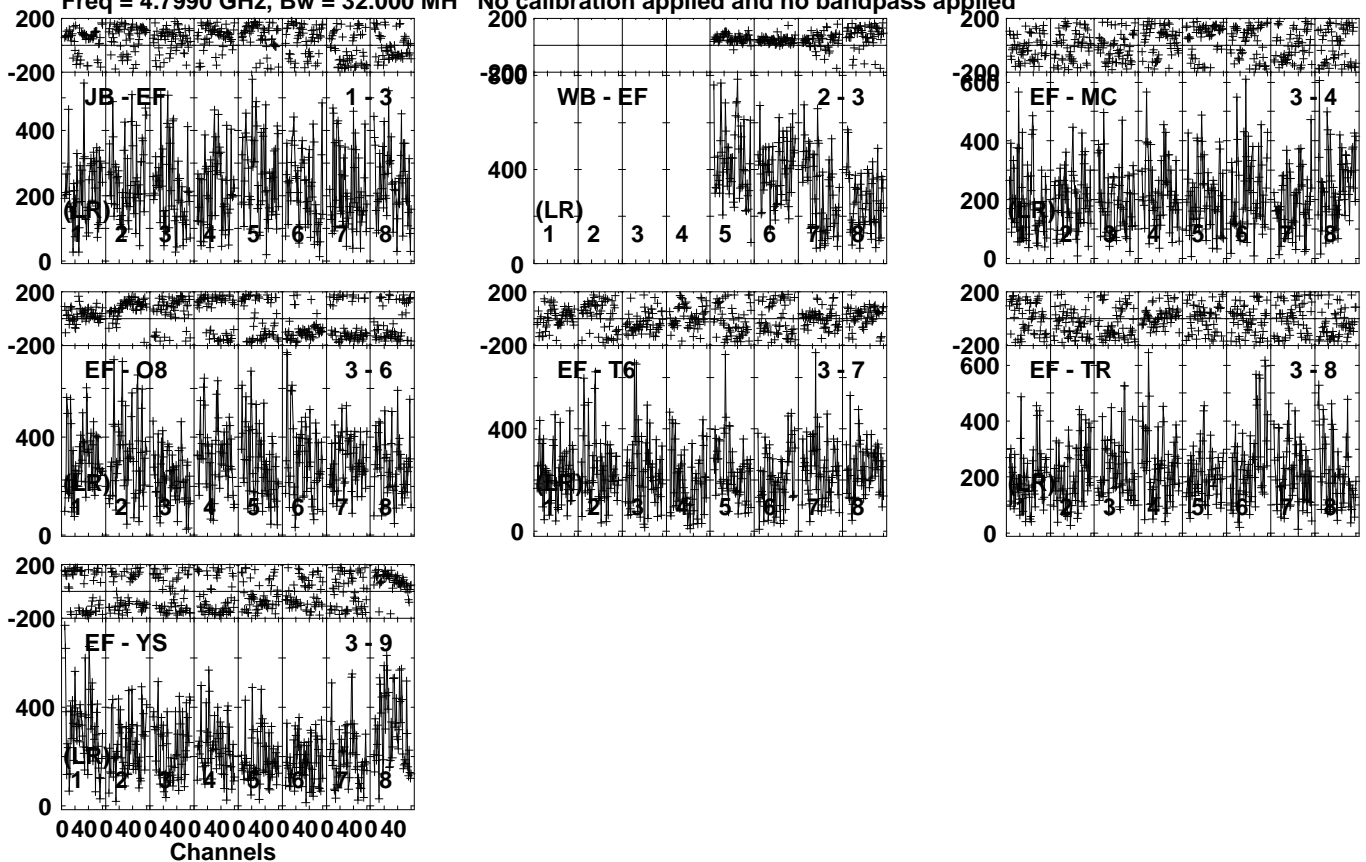 Freq = 4.7990 GHz, Bw = 32.000 MH No calibration applied and no bandpass applied
200
-200
JB - EF 1 - 3
400
200
(LR)
1 2 3 4 5 6 7 8
0
-200
800
WB - EF 2 - 3
400
(LR)
1 2 3 4 5 6 7 8
0
200
-200
600
EF - MC 3 - 4
400
200
(LR)
1 2 3 4 5 6 7 8
0
200
-200
EF - O8 3 - 6
400
(LR)
1 2 3 4 5 6 7 8
0
200
-200
EF - T6 3 - 7
400
(LR)
1 2 3 4 5 6 7 8
0
200
-200
600
EF - TR 3 - 8
400
200
(LR)
1 2 3 4 5 6 7 8
0
200
-200
EF - YS 3 - 9
400
(LR)
1 2 3 4 5 6 7 8
0
0 40 0 40 0 40 0 40 0 40 0 40 0 40 0 40
Channels